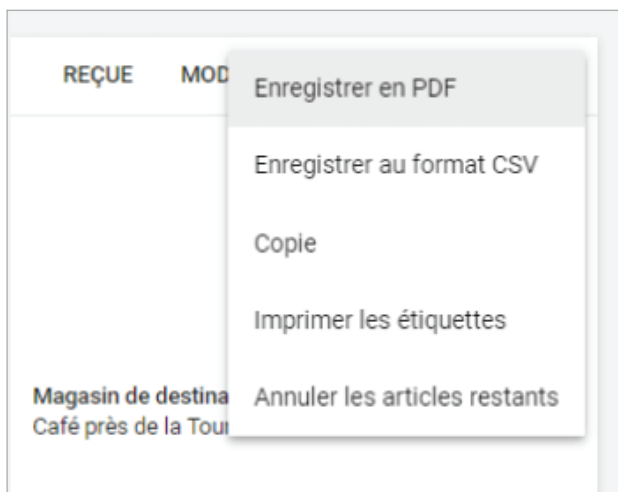 REÇUE MOD
Enregistrer en PDF
Enregistrer au format CSV
Copie
Imprimer les étiquettes
Magasin de destina
Annuler les articles restants
Café près de la Tour